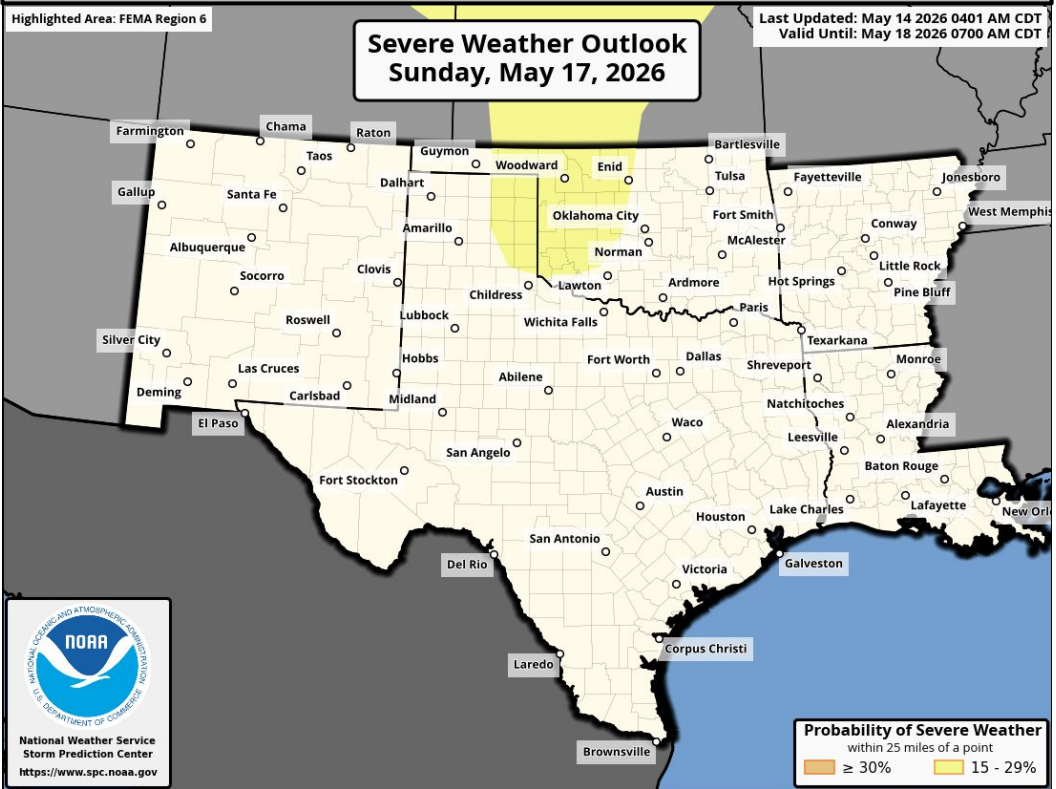 Highlighted Area: FEMA Region 6
Severe Weather Outlook
Sunday, May 17, 2026
Last Updated: May 14 2026 0401 AM CDT
Valid Until: May 18 2026 0700 AM CDT
Farmington
Chama
Raton
Taos
Guymon
Woodward
Enid
Bartlesville
Tulsa
Fayetteville
Jonesboro
Gallup
Santa Fe
Dalhart
Oklahoma City
Fort Smith
West Memphis
Albuquerque
Amarillo
Norman
McAlester
Conway
Little Rock
Socorro
Clovis
Childress
Lawton
Ardmore
Hot Springs
Pine Bluff
Roswell
Lubbock
Wichita Falls
Paris
Texarkana
Silver City
Las Cruces
Hobbs
Fort Worth
Dallas
Shreveport
Monroe
Deming
Carlsbad
Midland
Abilene
Natchitoches
El Paso
Waco
Leesville
Alexandria
San Angelo
Fort Stockton
Baton Rouge
Austin
Houston
Lake Charles
Lafayette
New Orl
San Antonio
Del Rio
Victoria
Galveston
Laredo
Corpus Christi
Brownsville
NATIONAL OCEANIC AND ATMOSPHERIC ADMINISTRATION
NOAA
U.S. DEPARTMENT OF COMMERCE
National Weather Service
Storm Prediction Center
https://www.spc.noaa.gov
Probability of Severe Weather
within 25 miles of a point
≥ 30%
15 - 29%